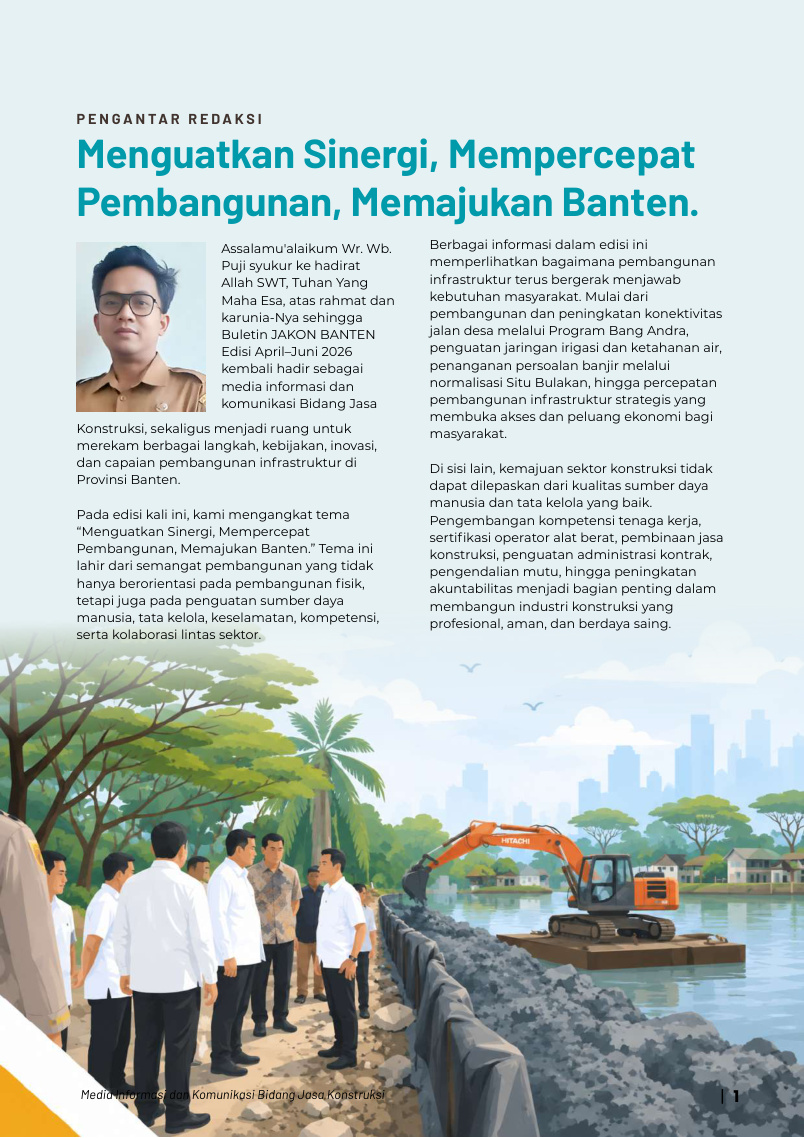 PENGANTAR REDAKSI
Menguatkan Sinergi, Mempercepat
Pembangunan, Memajukan Banten.
Assalamu'alaikum Wr. Wb.
Puji syukur ke hadirat
Allah SWT, Tuhan Yang
Maha Esa, atas rahmat dan
karunia-Nya sehingga
Buletin JAKON BANTEN
Edisi April–Juni 2026
kembali hadir sebagai
media informasi dan
komunikasi Bidang Jasa
Konstruksi, sekaligus menjadi ruang untuk
merekam berbagai langkah, kebijakan, inovasi,
dan capaian pembangunan infrastruktur di
Provinsi Banten.
Pada edisi kali ini, kami mengangkat tema
“Menguatkan Sinergi, Mempercepat
Pembangunan, Memajukan Banten.” Tema ini
lahir dari semangat pembangunan yang tidak
hanya berorientasi pada pembangunan fisik,
tetapi juga pada penguatan sumber daya
manusia, tata kelola, keselamatan, kompetensi,
serta kolaborasi lintas sektor.
Berbagai informasi dalam edisi ini
memperlihatkan bagaimana pembangunan
infrastruktur terus bergerak menjawab
kebutuhan masyarakat. Mulai dari
pembangunan dan peningkatan konektivitas
jalan desa melalui Program Bang Andra,
penguatan jaringan irigasi dan ketahanan air,
penanganan persoalan banjir melalui
normalisasi Situ Bulakan, hingga percepatan
pembangunan infrastruktur strategis yang
membuka akses dan peluang ekonomi bagi
masyarakat.
Di sisi lain, kemajuan sektor konstruksi tidak
dapat dilepaskan dari kualitas sumber daya
manusia dan tata kelola yang baik.
Pengembangan kompetensi tenaga kerja,
sertifikasi operator alat berat, pembinaan jasa
konstruksi, penguatan administrasi kontrak,
pengendalian mutu, hingga peningkatan
akuntabilitas menjadi bagian penting dalam
membangun industri konstruksi yang
profesional, aman, dan berdaya saing.
HITACHI
Media Informasi dan Komunikasi Bidang Jasa Konstruksi
| 1